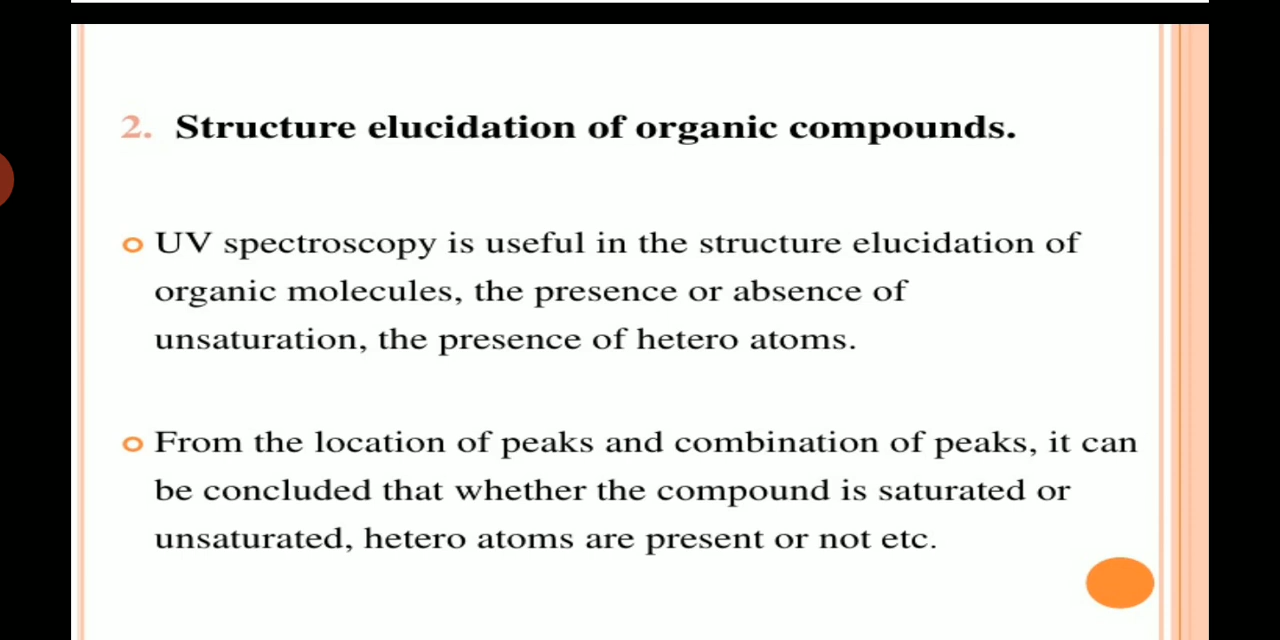 2. Structure elucidation of organic compounds.
UV spectroscopy is useful in the structure elucidation of
organic molecules, the presence or absence of
unsaturation, the presence of hetero atoms.
From the location of peaks and combination of peaks, it can
be concluded that whether the compound is saturated or
unsaturated, hetero atoms are present or not etc.